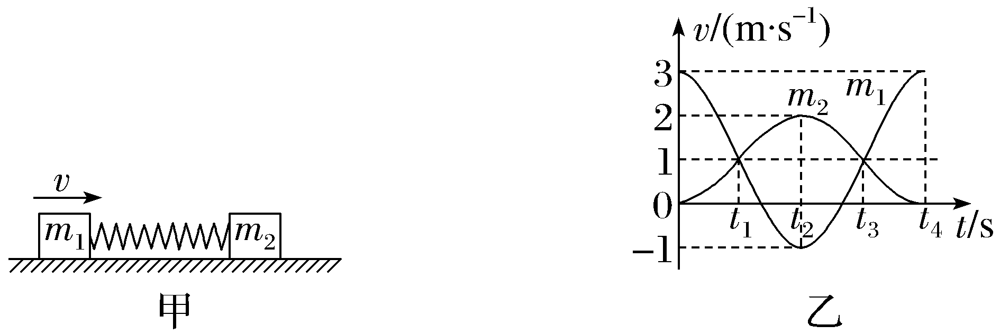 v
m₁
m₂
甲
v/(m·s⁻¹)
3
2
1
0
−1
m₂
m₁
t₁
t₂
t₃
t₄
t/s
乙